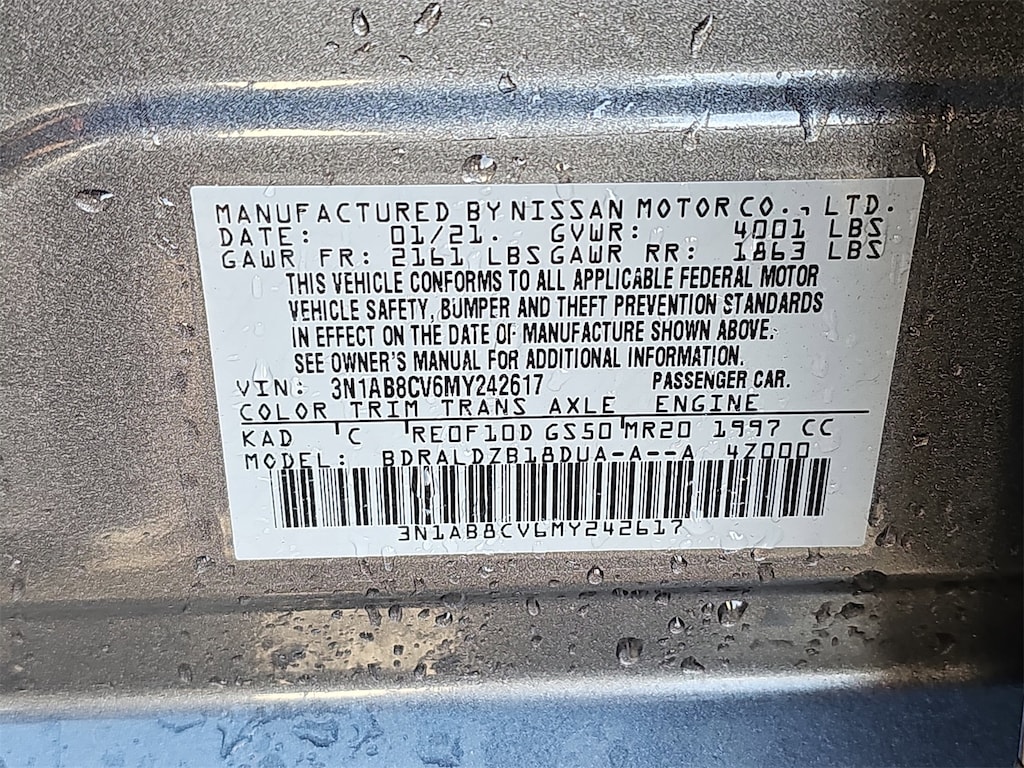 MANUFACTURED BY NISSAN MOTOR CO., LTD.
DATE: 01/21. GVWR: 4001 LBS
GAWR FR: 2161 LBS GAWR RR: 1863 LBS
THIS VEHICLE CONFORMS TO ALL APPLICABLE FEDERAL MOTOR
VEHICLE SAFETY, BUMPER AND THEFT PREVENTION STANDARDS
IN EFFECT ON THE DATE OF MANUFACTURE SHOWN ABOVE.
SEE OWNER'S MANUAL FOR ADDITIONAL INFORMATION.
VIN: 3N1AB8CV6MY242617 PASSENGER CAR.
COLOR TRIM TRANS AXLE ENGINE
KAD C RE0F10D GS50 MR20 1997 CC
MODEL: BDRALDZB18DUA-A--A 4Z000
3N1AB8CV6MY242617